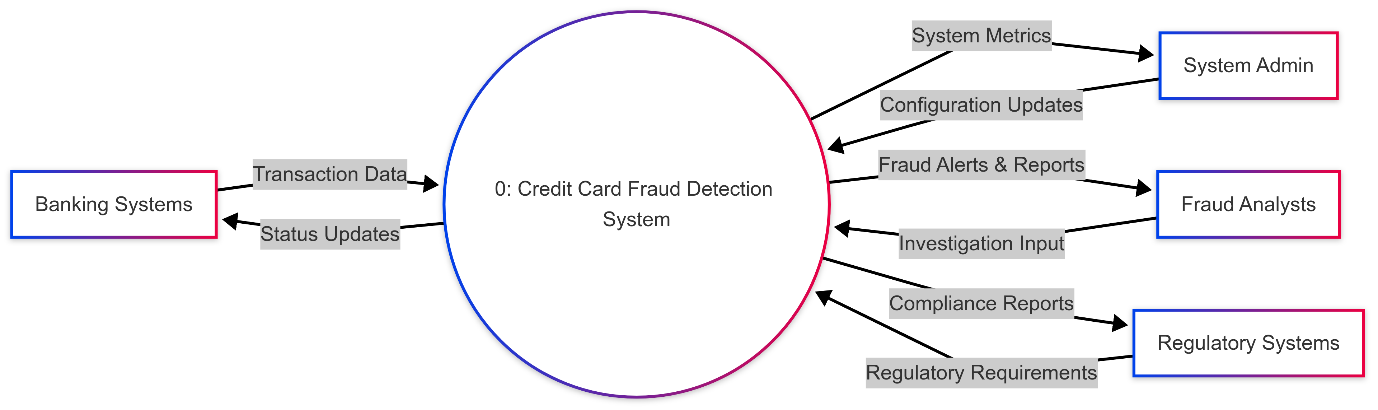 System Metrics
System Admin
Configuration Updates
Fraud Alerts & Reports
Transaction Data
Banking Systems
0: Credit Card Fraud Detection
System
Fraud Analysts
Status Updates
Investigation Input
Compliance Reports
Regulatory Systems
Regulatory Requirements